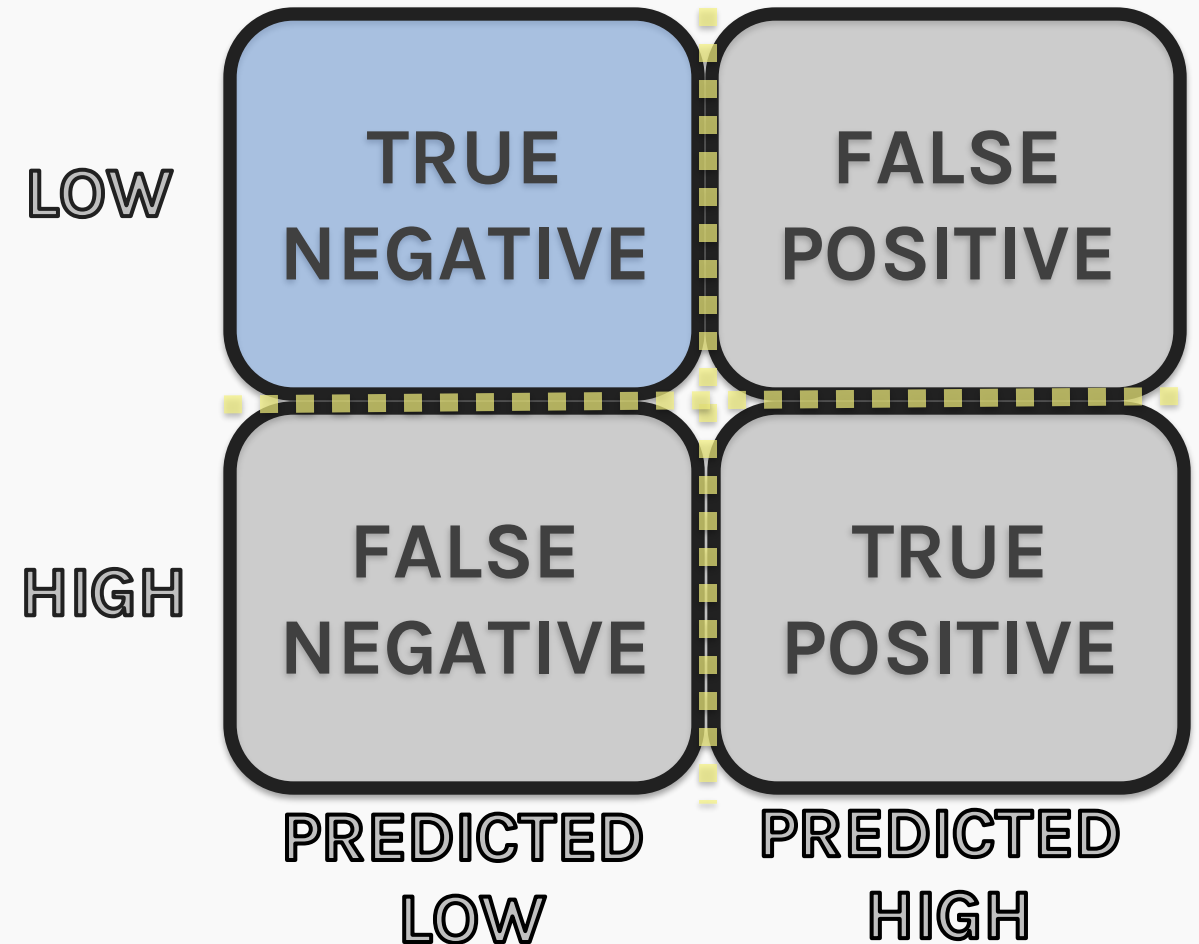 LOW
TRUE
NEGATIVE
FALSE
POSITIVE
HIGH
FALSE
NEGATIVE
TRUE
POSITIVE
PREDICTED
LOW
PREDICTED
HIGH